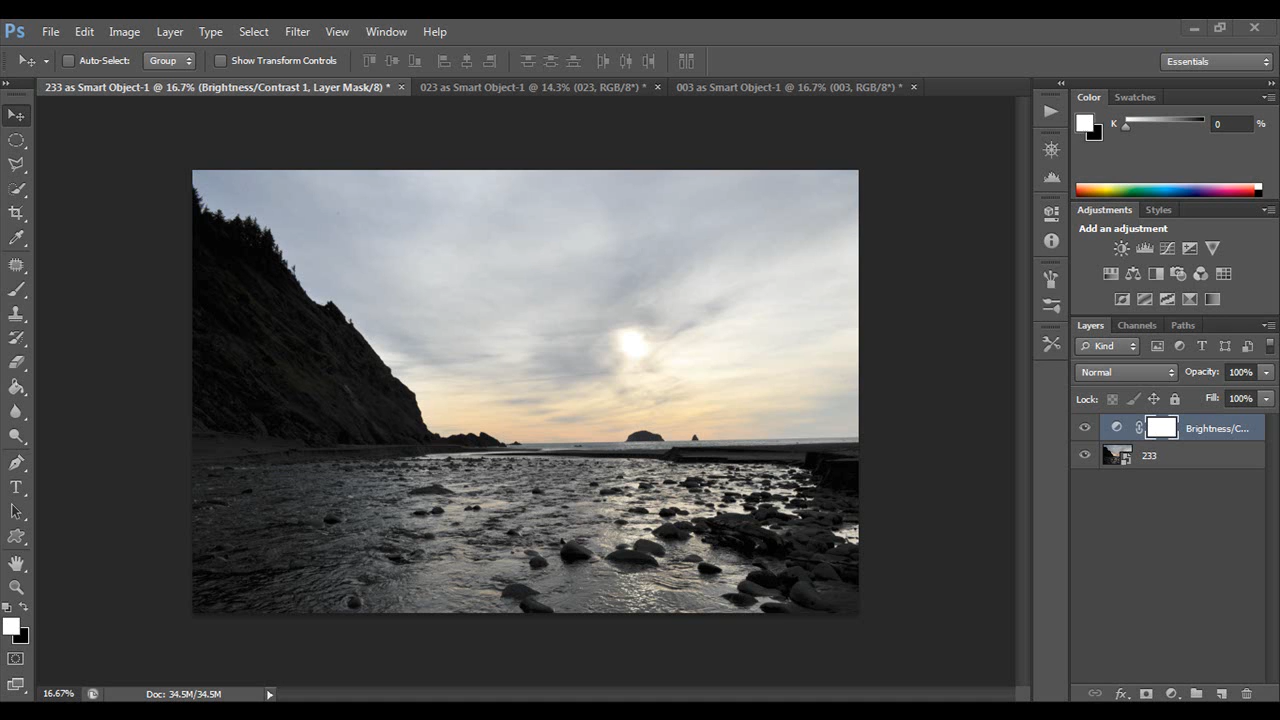 Ps File Edit Image Layer Type Select Filter View Window Help
Auto-Select: Group Show Transform Controls Essentials
233 as Smart Object-1 @ 16.7% (Brightness/Contrast 1, Layer Mask/8) * × 023 as Smart Object-1 @ 14.3% (023, RGB/8*) * × 003 as Smart Object-1 @ 16.7% (003, RGB/8*) * ×
Color Swatches
K 0 %
Adjustments Styles
Add an adjustment
Layers Channels Paths
Kind
Normal Opacity: 100%
Lock: Fill: 100%
Brightness/C...
233
16.67% Doc: 34.5M/34.5M